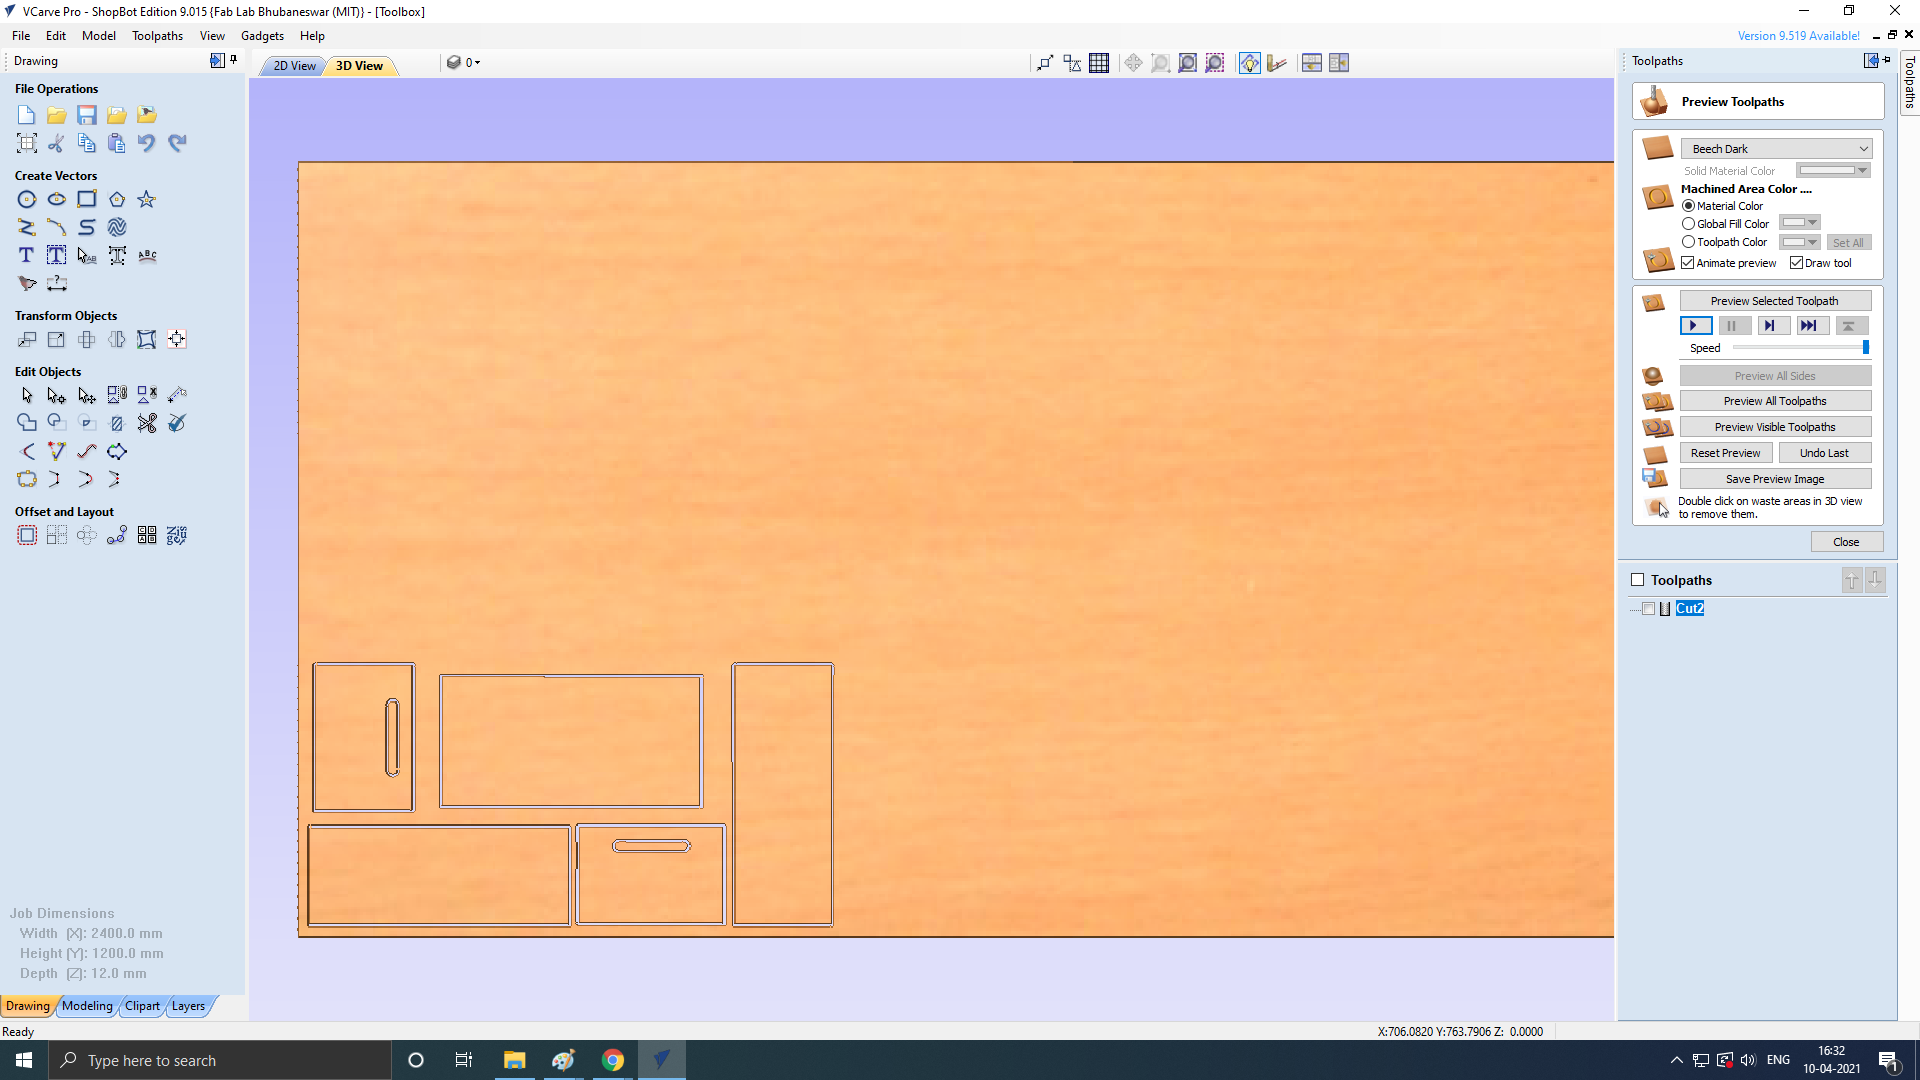 VCarve Pro - ShopBot Edition 9.015 {Fab Lab Bhubaneswar (MIT)} - [Toolbox]
File Edit Model Toolpaths View Gadgets Help
Version 9.519 Available!
Drawing
File Operations
Create Vectors
Transform Objects
Edit Objects
Offset and Layout
Job Dimensions
Width (X): 2400.0 mm
Height (Y): 1200.0 mm
Depth (Z): 12.0 mm
Drawing Modeling Clipart Layers
Ready
2D View 3D View
0
Toolpaths
Toolpaths
Preview Toolpaths
Beech Dark
Solid Material Color
Machined Area Color ....
Material Color
Global Fill Color
Toolpath Color Set All
Animate preview Draw tool
Preview Selected Toolpath
Speed
Preview All Sides
Preview All Toolpaths
Preview Visible Toolpaths
Reset Preview Undo Last
Save Preview Image
Double click on waste areas in 3D view
to remove them.
Close
Toolpaths
Cut2
X:706.0820 Y:763.7906 Z: 0.0000
Type here to search
ENG
16:32
10-04-2021
1